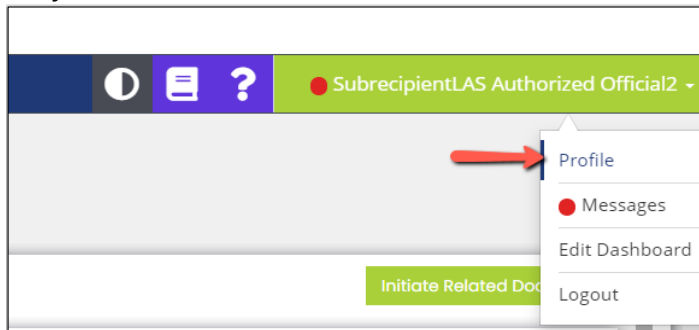 ?
SubrecipientLAS Authorized Official2
Profile
Messages
Edit Dashboard
Initiate Related Doc
Logout